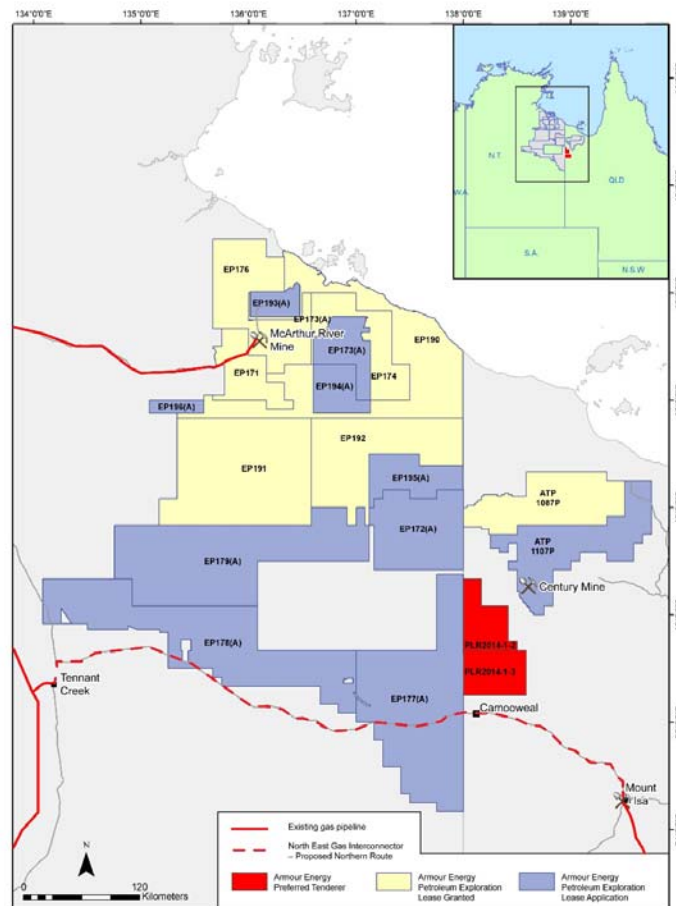 134°0'0"E
135°0'0"E
136°0'0"E
137°0'0"E
138°0'0"E
139°0'0"E
N.T.
QLD
W.A.
S.A.
N.S.W
EP176
EP193(A)
EP173(A)
McArthur River
Mine
EP190
EP173(A)
EP171
EP174
EP194(A)
EP196(A)
EP192
EP191
EP195(A)
ATP
1087P
EP172(A)
ATP
1107P
EP179(A)
Century Mine
EP178(A)
PLR2014-1-2
PLR2014-1-3
Tennant
Creek
EP177(A)
Camooweal
Mount
Isa
Existing gas pipeline
North East Gas Interconnector
– Proposed Northern Route
N
0
120
Kilometers
Armour Energy
Preferred Tenderer
Armour Energy
Petroleum Exploration
Lease Granted
Armour Energy
Petroleum Exploration
Lease Application